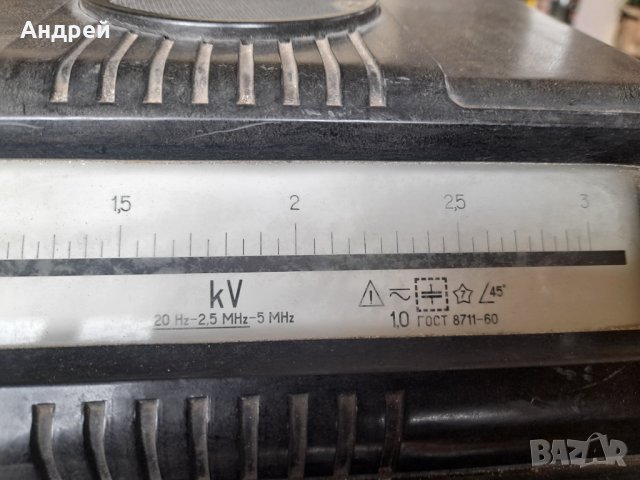 Андрей
1,5 2 2,5 3
kV
20 Hz-2,5 MHz-5 MHz
7 45°
1,0 ГОСТ 8711-60
BAZAR